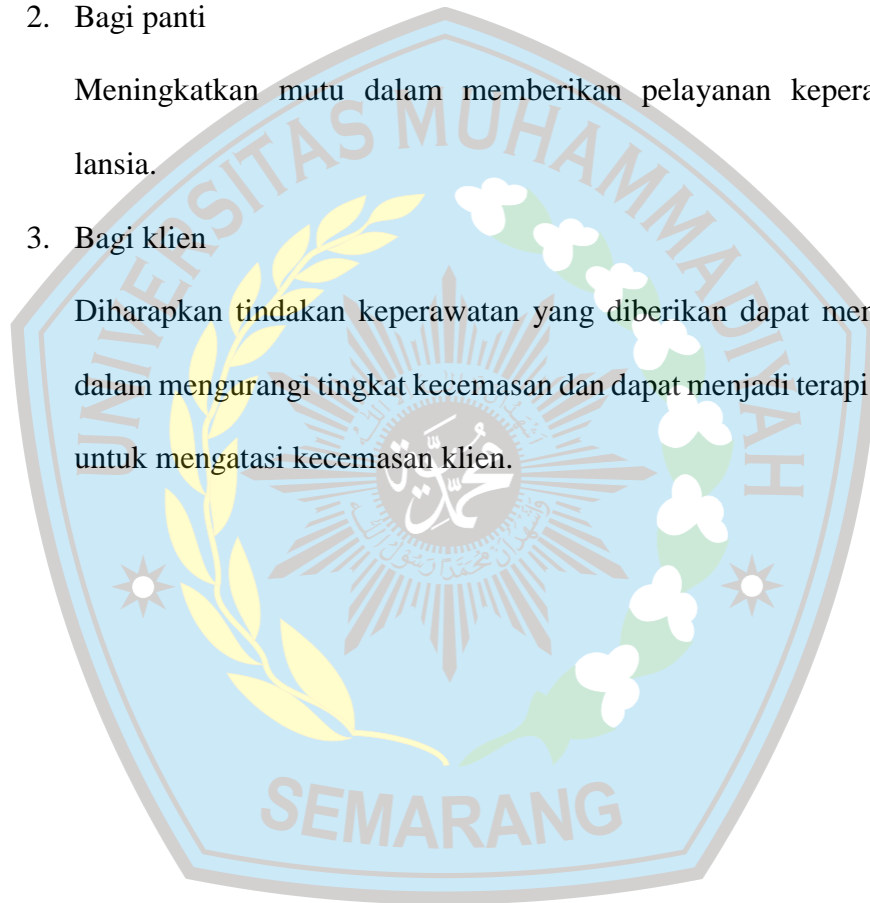 2. Bagi panti
Meningkatkan mutu dalam memberikan pelayanan kepera
lansia.
3. Bagi klien
Diharapkan tindakan keperawatan yang diberikan dapat mem
dalam mengurangi tingkat kecemasan dan dapat menjadi terapi
untuk mengatasi kecemasan klien.
UNIVERSITAS MUHAMMADIYAH
SEMARANG